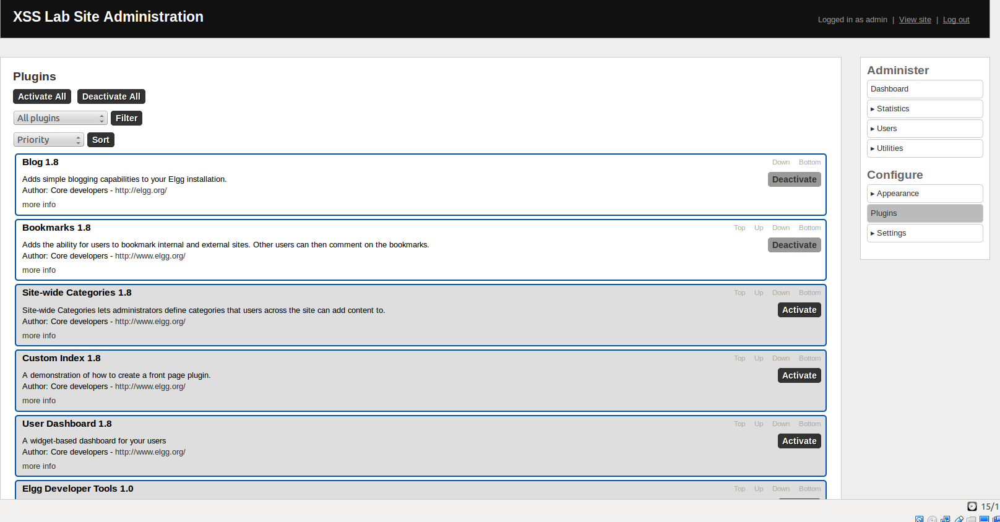 XSS Lab Site Administration
Logged in as admin | View site | Log out
Plugins
Activate All Deactivate All
All plugins Filter
Priority Sort
Blog 1.8 Down Bottom
Adds simple blogging capabilities to your Elgg installation. Deactivate
Author: Core developers - http://elgg.org/
more info
Bookmarks 1.8 Top Up Down Bottom
Adds the ability for users to bookmark internal and external sites. Other users can then comment on the bookmarks. Deactivate
Author: Core developers - http://www.elgg.org/
more info
Site-wide Categories 1.8 Top Up Down Bottom
Site-wide Categories lets administrators define categories that users across the site can add content to. Activate
Author: Core developers - http://www.elgg.org/
more info
Custom Index 1.8 Top Up Down Bottom
A demonstration of how to create a front page plugin. Activate
Author: Core developers - http://www.elgg.org/
more info
User Dashboard 1.8 Top Up Down Bottom
A widget-based dashboard for your users Activate
Author: Core developers - http://www.elgg.org/
more info
Elgg Developer Tools 1.0 Top Up Down Bottom
Administer
Dashboard
▸ Statistics
▸ Users
▸ Utilities
Configure
▸ Appearance
Plugins
▸ Settings
15/1